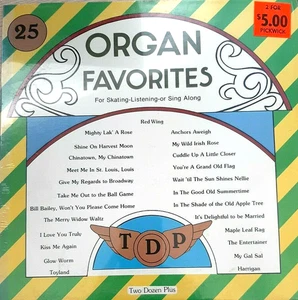 25
2 FOR
$5.00
PICKWICK
ORGAN
FAVORITES
For Skating-Listening-or Sing Along
Red Wing
Mighty Lak' A Rose
Shine On Harvest Moon
Chinatown, My Chinatown
Meet Me In St. Louis, Louis
Give My Regards to Broadway
Take Me Out to the Ball Game
Bill Bailey, Won't You Please Come Home
The Merry Widow Waltz
I Love You Truly
Kiss Me Again
Glow Worm
Toyland
Anchors Aweigh
My Wild Irish Rose
Cuddle Up A Little Closer
You're A Grand Old Flag
Wait 'til The Sun Shines Nellie
In The Good Old Summertime
In The Shade of the Old Apple Tree
It's Delightful to be Married
Maple Leaf Rag
The Entertainer
My Gal Sal
Harrigan
TDP
Two Dozen Plus